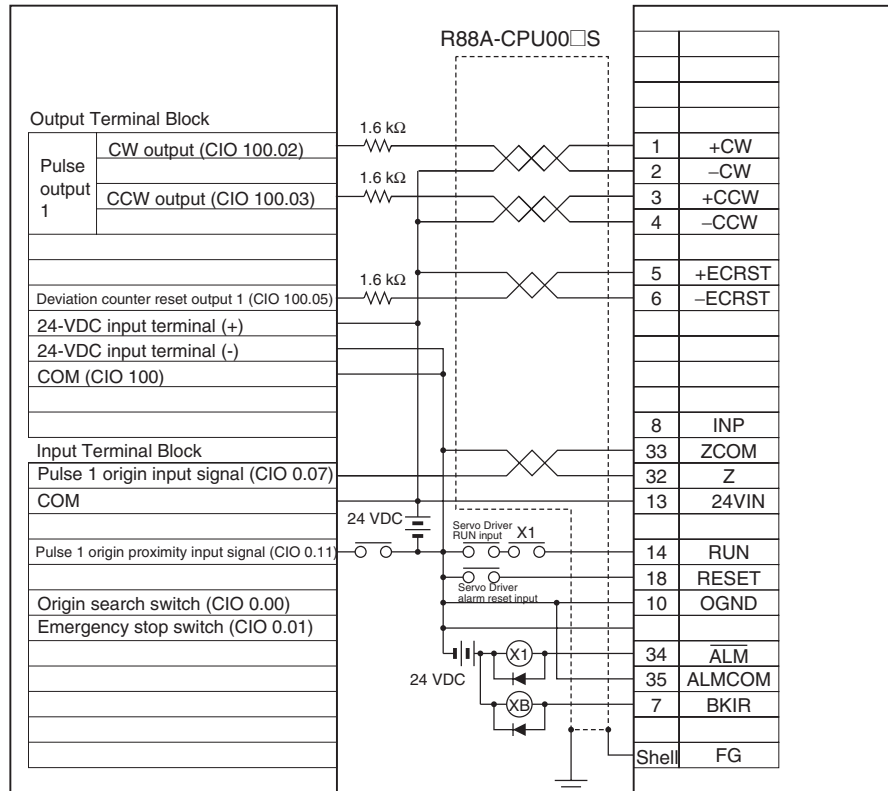 R88A-CPU00□S
Output Terminal Block
Pulse output 1
CW output (CIO 100.02)
1.6 kΩ
1
+CW
2
−CW
CCW output (CIO 100.03)
1.6 kΩ
3
+CCW
4
−CCW
5
+ECRST
Deviation counter reset output 1 (CIO 100.05)
1.6 kΩ
6
−ECRST
24-VDC input terminal (+)
24-VDC input terminal (-)
COM (CIO 100)
8
INP
Input Terminal Block
33
ZCOM
Pulse 1 origin input signal (CIO 0.07)
32
Z
COM
13
24VIN
24 VDC
Servo Driver
RUN input
X1
Pulse 1 origin proximity input signal (CIO 0.11)
14
RUN
18
RESET
Servo Driver
alarm reset input
Origin search switch (CIO 0.00)
10
OGND
Emergency stop switch (CIO 0.01)
X1
34
ALM
24 VDC
35
ALMCOM
XB
7
BKIR
Shell
FG